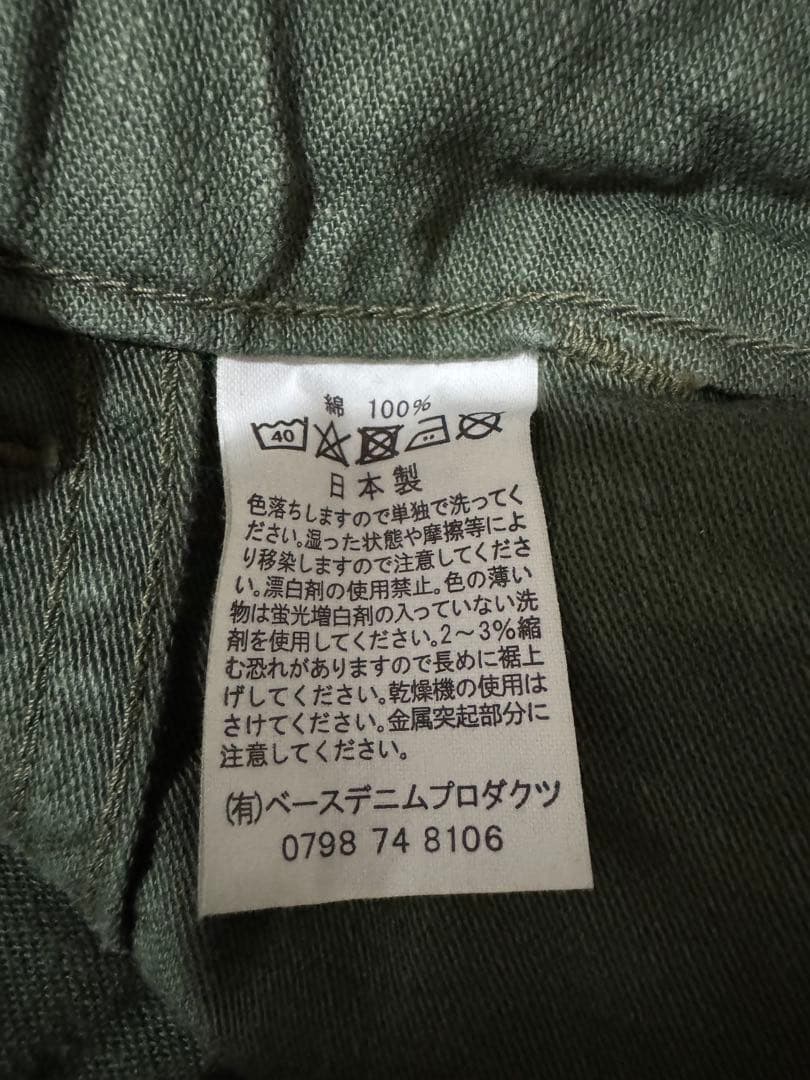 綿 100%
40
日本製
色落ちしますので単独で洗ってく
ださい。湿った状態や摩擦等によ
り移染しますので注意してくださ
い。漂白剤の使用禁止。色の薄い
物は蛍光増白剤の入っていない洗
剤を使用してください。2～3%縮
む恐れがありますので長めに裾上
げしてください。乾燥機の使用は
さけてください。金属突起部分に
注意してください。
(有)ベースデニムプロダクツ
0798 74 8106